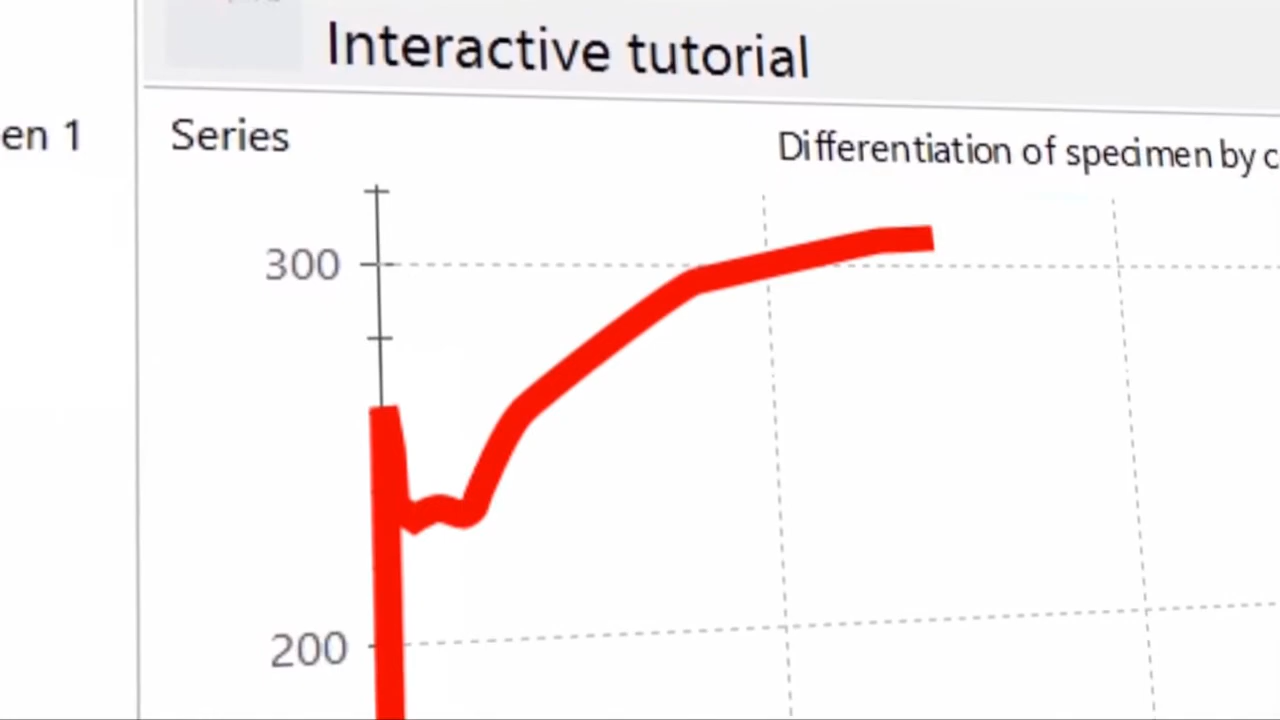 Interactive tutorial
en 1
Series
Differentiation of specimen by
300
200